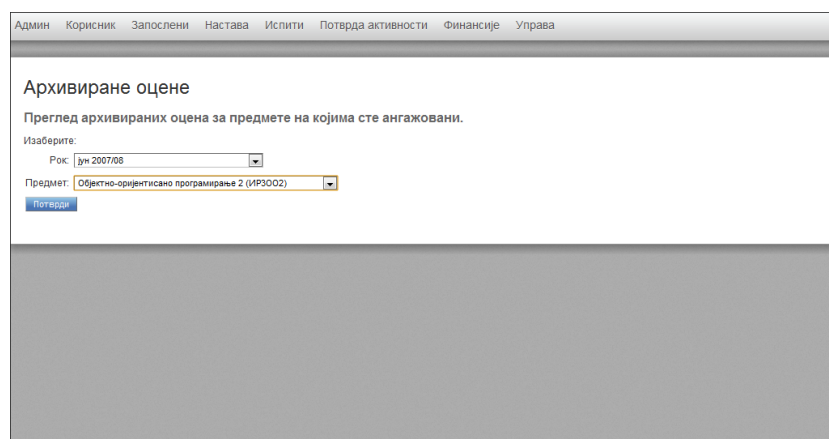 Админ Корисник Запослени Настава Испити Потврда активности Финансије Управа
Архивиране оцене
Преглед архивираних оцена за предмете на којима сте ангажовани.
Изаберите:
Рок: јун 2007/08
Предмет: Објектно-оријентисано програмирање 2 (ИР3ОО2)
Потврди